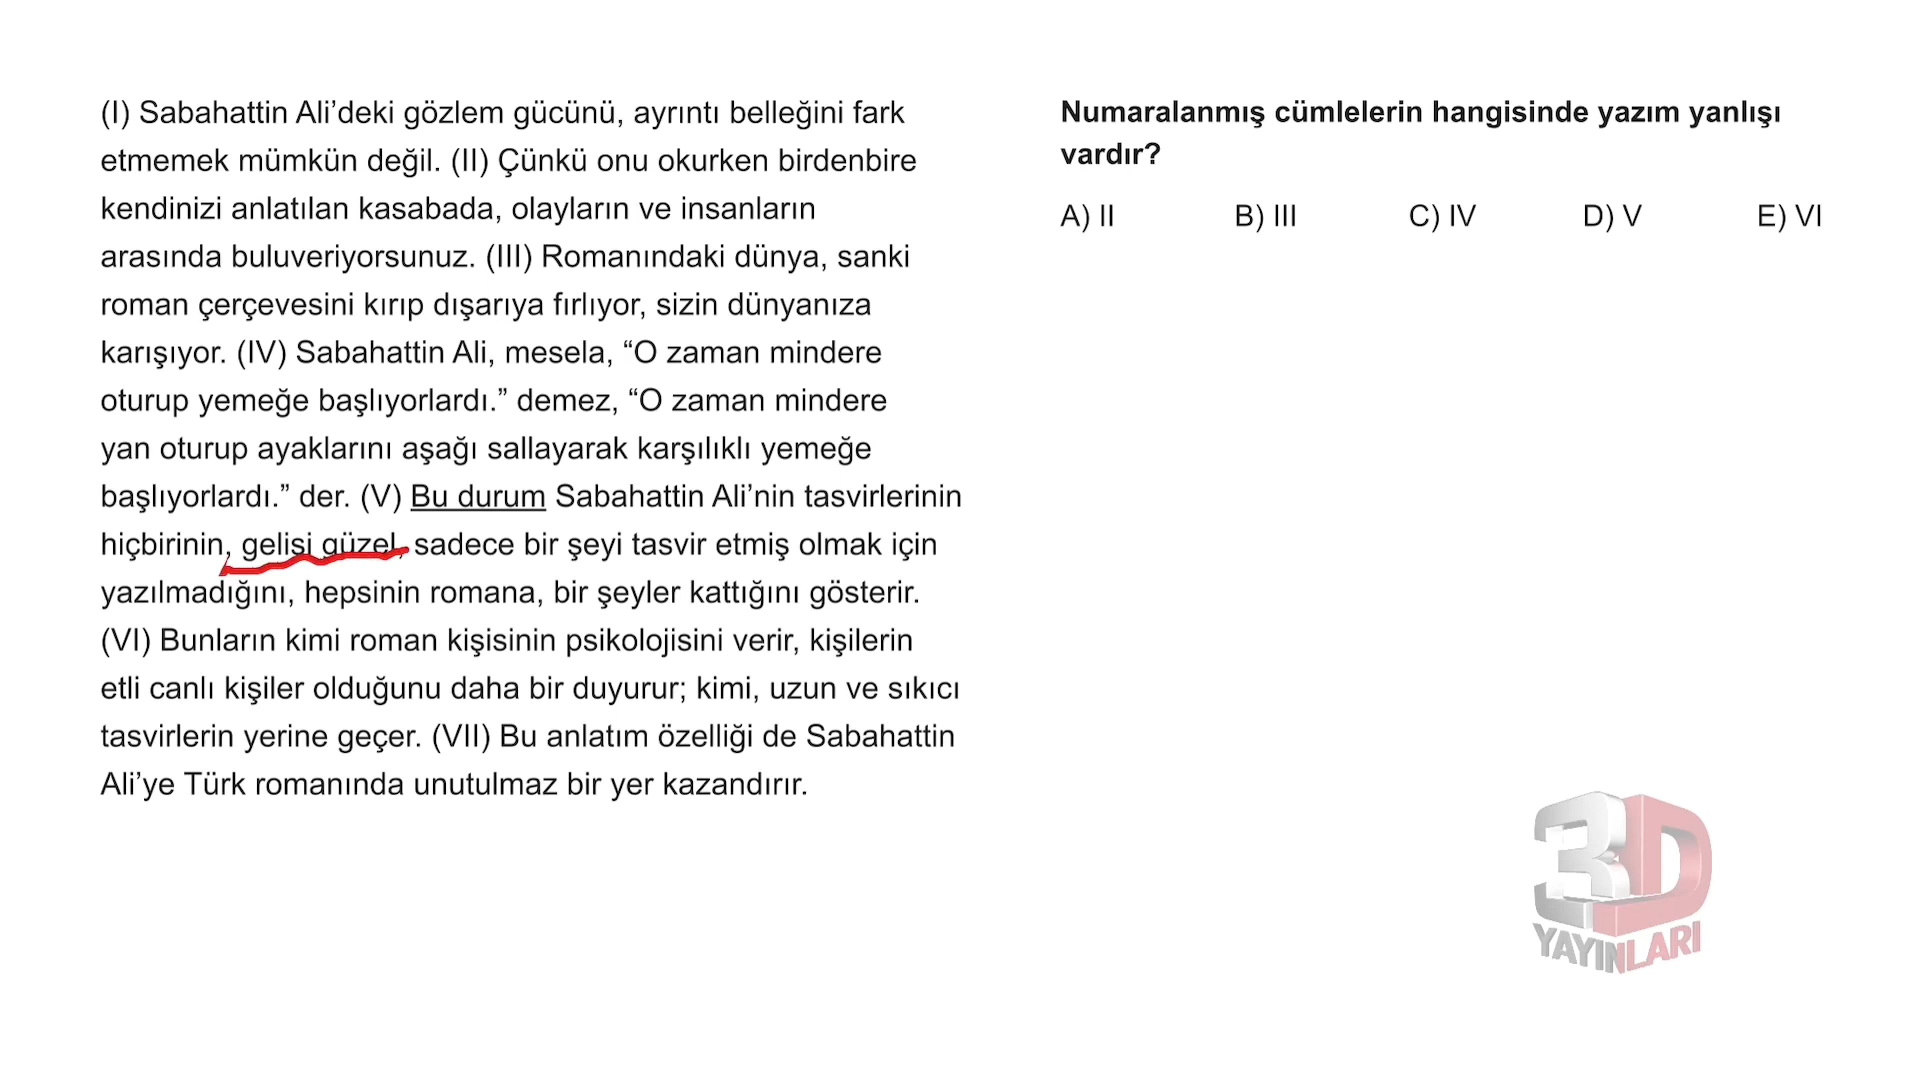 (I) Sabahattin Ali’deki gözlem gücünü, ayrıntı belleğini fark
etmemek mümkün değil. (II) Çünkü onu okurken birdenbire
kendinizi anlatılan kasabada, olayların ve insanların
arasında buluveriyorsunuz. (III) Romanındaki dünya, sanki
roman çerçevesini kırıp dışarıya fırlıyor, sizin dünyanıza
karışıyor. (IV) Sabahattin Ali, mesela, “O zaman mindere
oturup yemeğe başlıyorlardı.” demez, “O zaman mindere
yan oturup ayaklarını aşağı sallayarak karşılıklı yemeğe
başlıyorlardı.” der. (V) Bu durum Sabahattin Ali’nin tasvirlerinin
hiçbirinin, gelişi güzel, sadece bir şeyi tasvir etmiş olmak için
yazılmadığını, hepsinin romana, bir şeyler kattığını gösterir.
(VI) Bunların kimi roman kişisinin psikolojisini verir, kişilerin
etli canlı kişiler olduğunu daha bir duyurur; kimi, uzun ve sıkıcı
tasvirlerin yerine geçer. (VII) Bu anlatım özelliği de Sabahattin
Ali’ye Türk romanında unutulmaz bir yer kazandırır.
Numaralanmış cümlelerin hangisinde yazım yanlışı
vardır?
A) II B) III C) IV D) V E) VI
3D
YAYINLARI